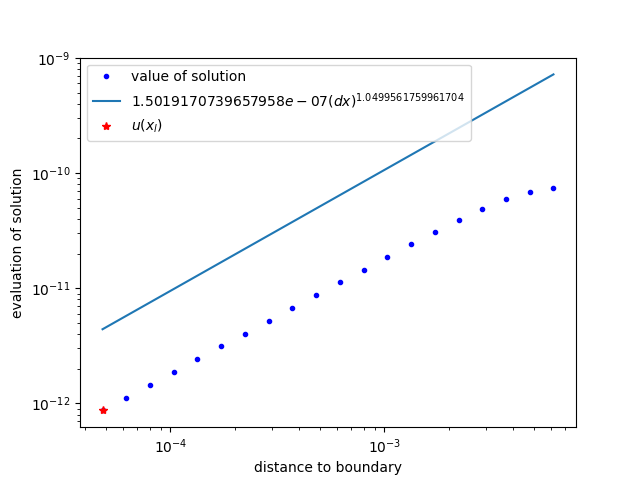 10⁻⁹
value of solution
1.5019170739657958e − 07(dx)^1.0499561759961704
u(xₗ)
10⁻¹⁰
10⁻¹¹
10⁻¹²
evaluation of solution
10⁻⁴ 10⁻³
distance to boundary